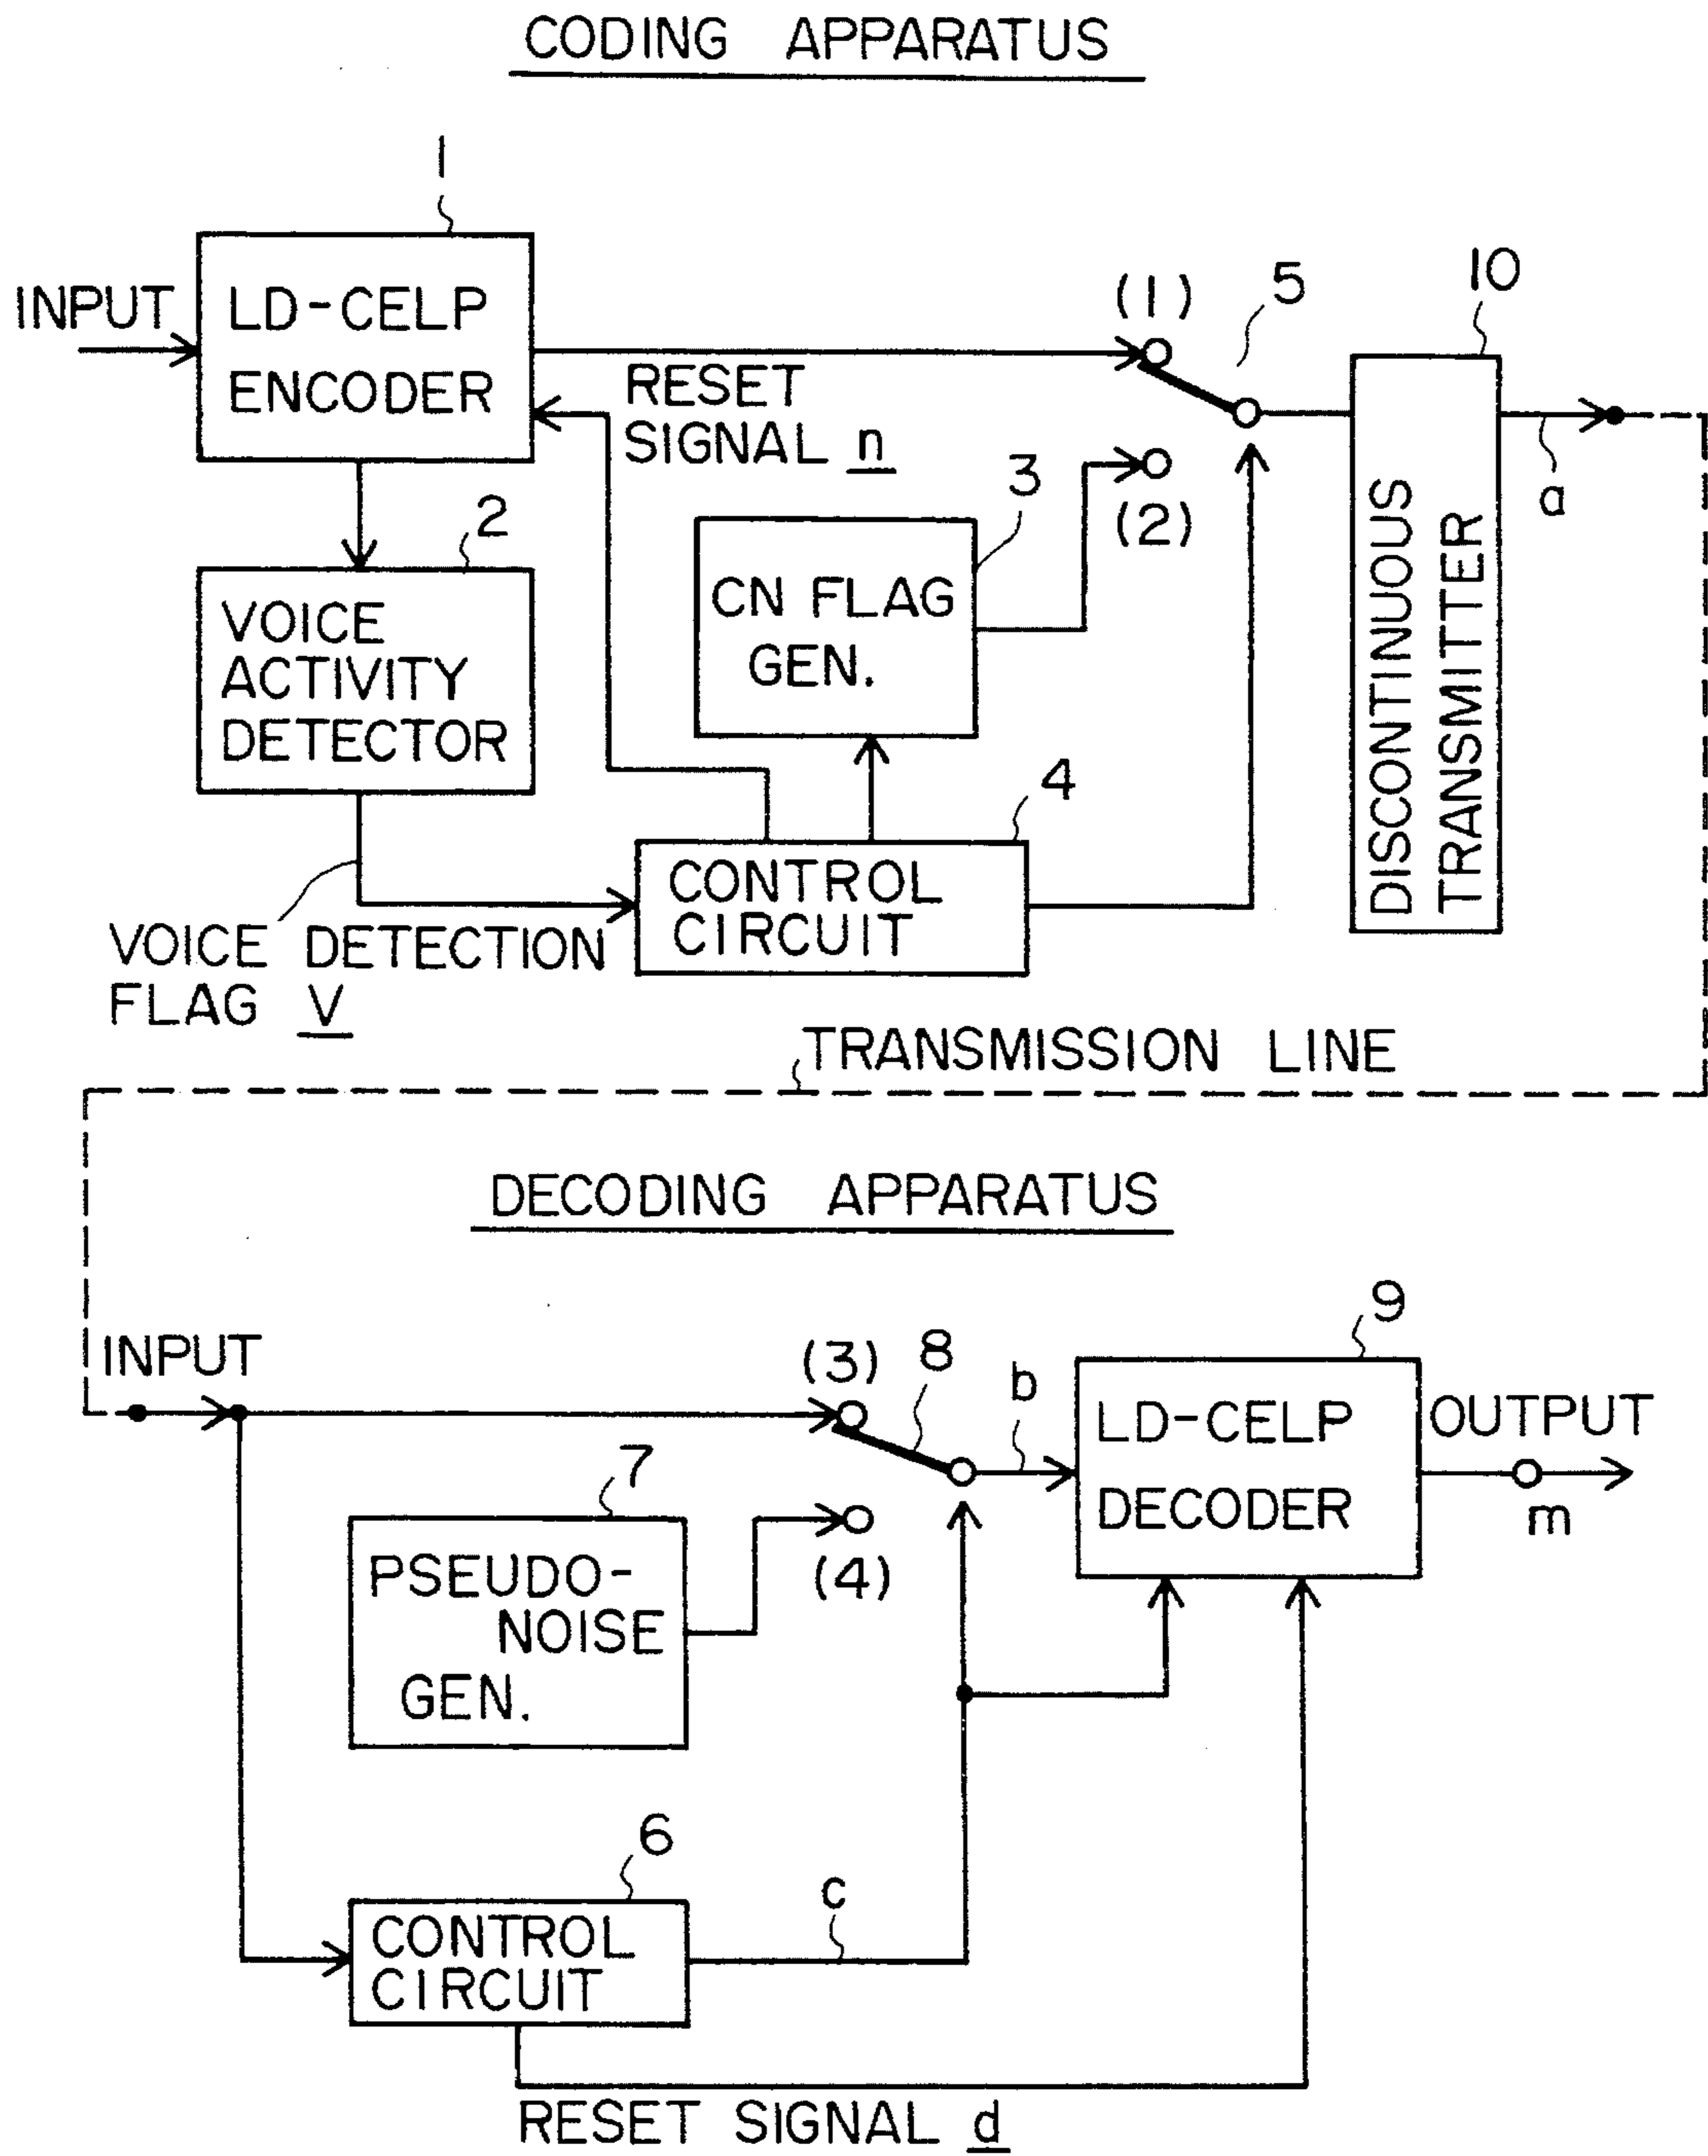 CODING APPARATUS
1
INPUT
LD-CELP
ENCODER
(1)
5
10
RESET
SIGNAL n
3
(2)
a
2
VOICE
ACTIVITY
DETECTOR
CN FLAG
GEN.
DISCONTINUOUS
TRANSMITTER
4
CONTROL
CIRCUIT
VOICE DETECTION
FLAG V
TRANSMISSION LINE
DECODING APPARATUS
INPUT
(3)
8
b
9
LD-CELP
DECODER
OUTPUT
m
7
(4)
PSEUDO-
NOISE
GEN.
6
c
CONTROL
CIRCUIT
RESET SIGNAL d